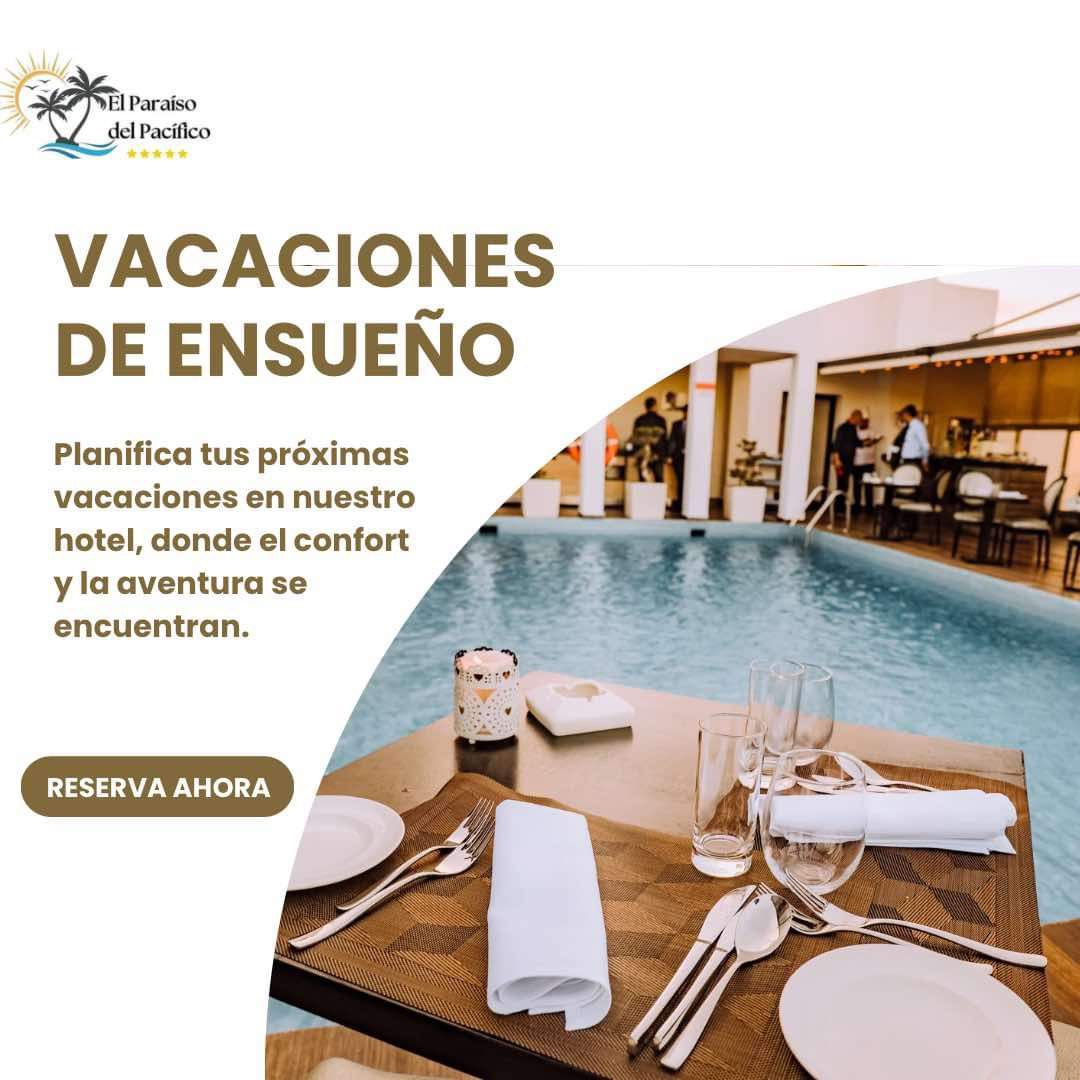 El Paraíso
del Pacífico
VACACIONES
DE ENSUEÑO
Planifica tus próximas
vacaciones en nuestro
hotel, donde el confort
y la aventura se
encuentran.
RESERVA AHORA